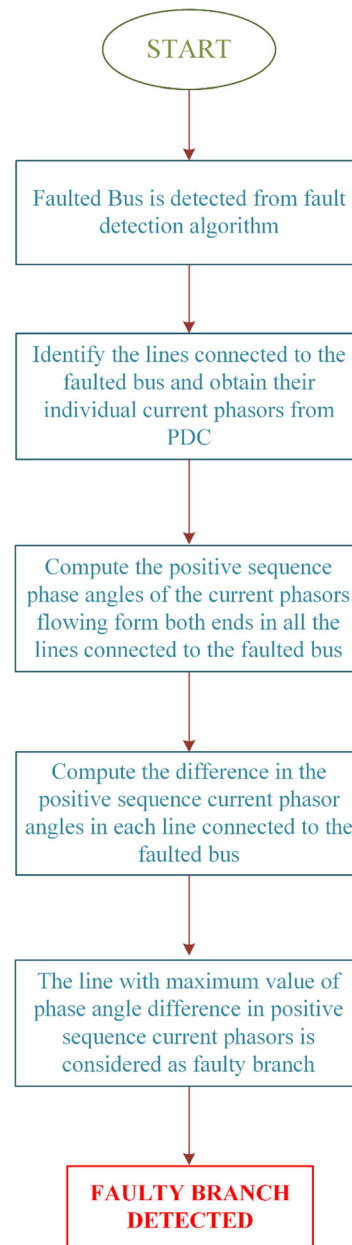 START
Faulted Bus is detected from fault
detection algorithm
Identify the lines connected to the
faulted bus and obtain their
individual current phasors from
PDC
Compute the positive sequence
phase angles of the current phasors
flowing form both ends in all the
lines connected to the faulted bus
Compute the difference in the
positive sequence current phasor
angles in each line connected to the
faulted bus
The line with maximum value of
phase angle difference in positive
sequence current phasors is
considered as faulty branch
FAULTY BRANCH
DETECTED